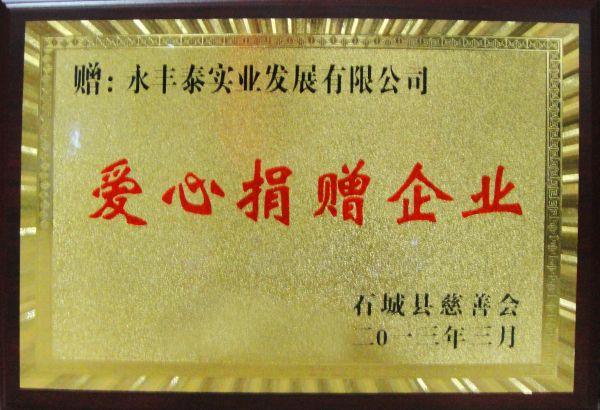 赠：永丰泰实业发展有限公司
爱心捐赠企业
石城县慈善会
二0一三年三月